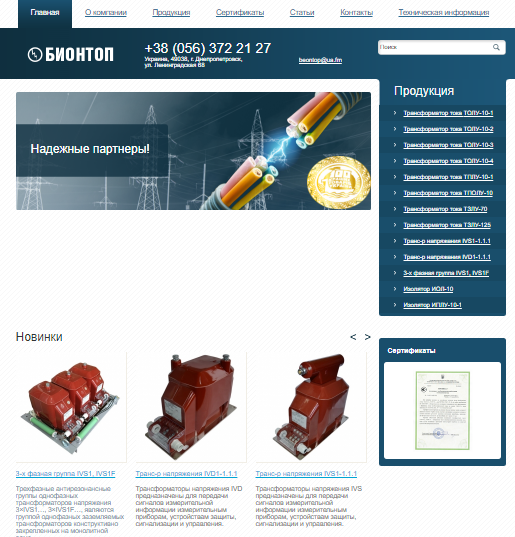 Главная О компании Продукция Сертификаты Статьи Контакты Техническая информация
БИОНТОП
+38 (056) 372 21 27
Украина, 49038, г. Днепропетровск,
ул. Ленинградская 68
beontop@ua.fm
Поиск
Надежные партнеры!
Продукция
Трансформатор тока ТОЛУ-10-1
Трансформатор тока ТОЛУ-10-2
Трансформатор тока ТОЛУ-10-3
Трансформатор тока ТОЛУ-10-4
Трансформатор тока ТПЛУ-10-1
Трансформатор тока ТПОЛУ-10
Трансформатор тока ТЗЛУ-70
Трансформатор тока ТЗЛУ-125
Транс-р напряжения IVS1-1.1.1
Транс-р напряжения IVD1-1.1.1
3-х фазная группа IVS1, IVS1F
Изолятор ИОЛ-10
Изолятор ИПЛУ-10-1
Новинки < >
3-х фазная группа IVS1, IVS1F
Трехфазные антирезонансные
группы однофазных
трансформаторов напряжения
3×IVS1…, 3×IVS1F…, являются
группой однофазных заземляемых
трансформаторов конструктивно
закрепленных на монолитной
Транс-р напряжения IVD1-1.1.1
Трансформаторы напряжения IVD
предназначены для передачи
сигналов измерительной
информации измерительным
приборам, устройствам защиты,
сигнализации и управления.
Транс-р напряжения IVS1-1.1.1
Трансформаторы напряжения IVS
предназначены для передачи
сигналов измерительной
информации измерительным
приборам, устройствам защиты,
сигнализации и управления.
Сертификаты